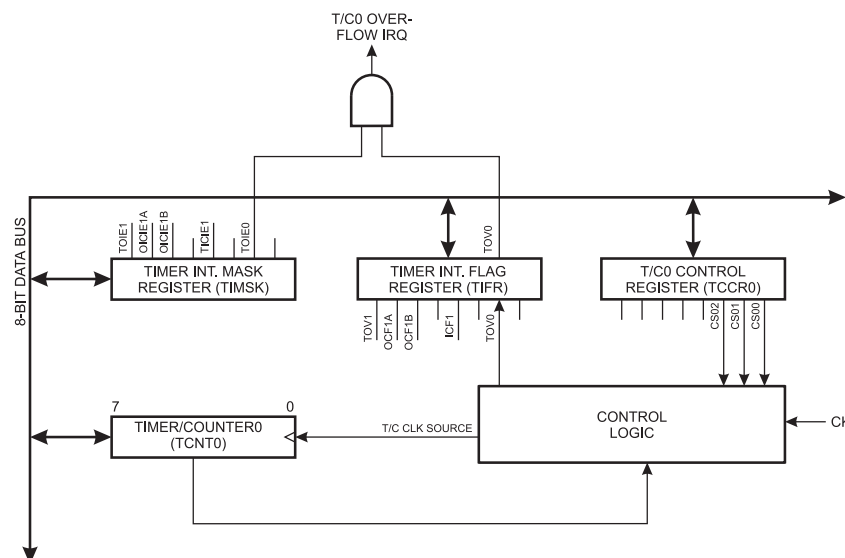 T/C0 OVER-
FLOW IRQ
8-BIT DATA BUS
TOIE1
OICIE1A
OICIE1B
TICIE1
TOIE0
TOV0
TIMER INT. MASK
REGISTER (TIMSK)
TIMER INT. FLAG
REGISTER (TIFR)
T/C0 CONTROL
REGISTER (TCCR0)
TOV1
OCF1A
OCF1B
ICF1
TOV0
CS02
CS01
CS00
7
0
TIMER/COUNTER0
(TCNT0)
T/C CLK SOURCE
CONTROL
LOGIC